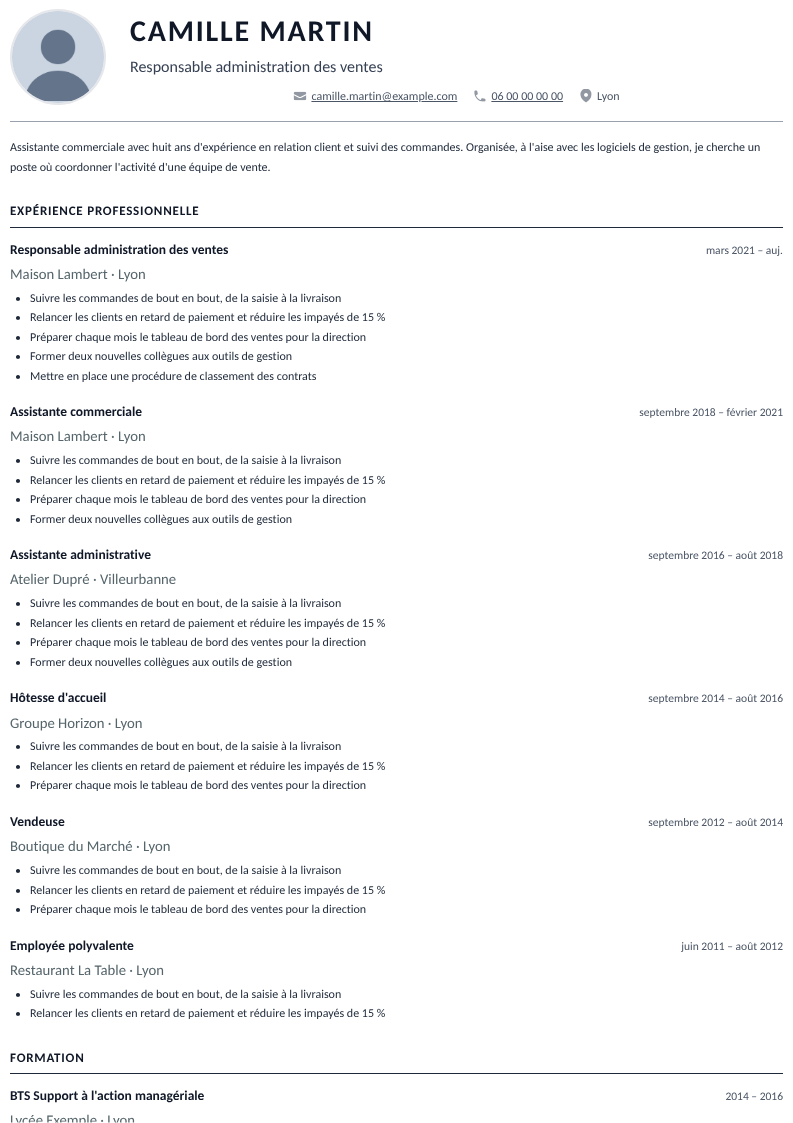 CAMILLE MARTIN
Responsable administration des ventes
camille.martin@example.com 06 00 00 00 00 Lyon
Assistante commerciale avec huit ans d'expérience en relation client et suivi des commandes. Organisée, à l'aise avec les logiciels de gestion, je cherche un
poste où coordonner l'activité d'une équipe de vente.
EXPÉRIENCE PROFESSIONNELLE
Responsable administration des ventes mars 2021 – auj.
Maison Lambert · Lyon
• Suivre les commandes de bout en bout, de la saisie à la livraison
• Relancer les clients en retard de paiement et réduire les impayés de 15 %
• Préparer chaque mois le tableau de bord des ventes pour la direction
• Former deux nouvelles collègues aux outils de gestion
• Mettre en place une procédure de classement des contrats
Assistante commerciale septembre 2018 – février 2021
Maison Lambert · Lyon
• Suivre les commandes de bout en bout, de la saisie à la livraison
• Relancer les clients en retard de paiement et réduire les impayés de 15 %
• Préparer chaque mois le tableau de bord des ventes pour la direction
• Former deux nouvelles collègues aux outils de gestion
Assistante administrative septembre 2016 – août 2018
Atelier Dupré · Villeurbanne
• Suivre les commandes de bout en bout, de la saisie à la livraison
• Relancer les clients en retard de paiement et réduire les impayés de 15 %
• Préparer chaque mois le tableau de bord des ventes pour la direction
• Former deux nouvelles collègues aux outils de gestion
Hôtesse d'accueil septembre 2014 – août 2016
Groupe Horizon · Lyon
• Suivre les commandes de bout en bout, de la saisie à la livraison
• Relancer les clients en retard de paiement et réduire les impayés de 15 %
• Préparer chaque mois le tableau de bord des ventes pour la direction
Vendeuse septembre 2012 – août 2014
Boutique du Marché · Lyon
• Suivre les commandes de bout en bout, de la saisie à la livraison
• Relancer les clients en retard de paiement et réduire les impayés de 15 %
• Préparer chaque mois le tableau de bord des ventes pour la direction
Employée polyvalente juin 2011 – août 2012
Restaurant La Table · Lyon
• Suivre les commandes de bout en bout, de la saisie à la livraison
• Relancer les clients en retard de paiement et réduire les impayés de 15 %
FORMATION
BTS Support à l'action managériale 2014 – 2016
Lycée Exemple · Lyon